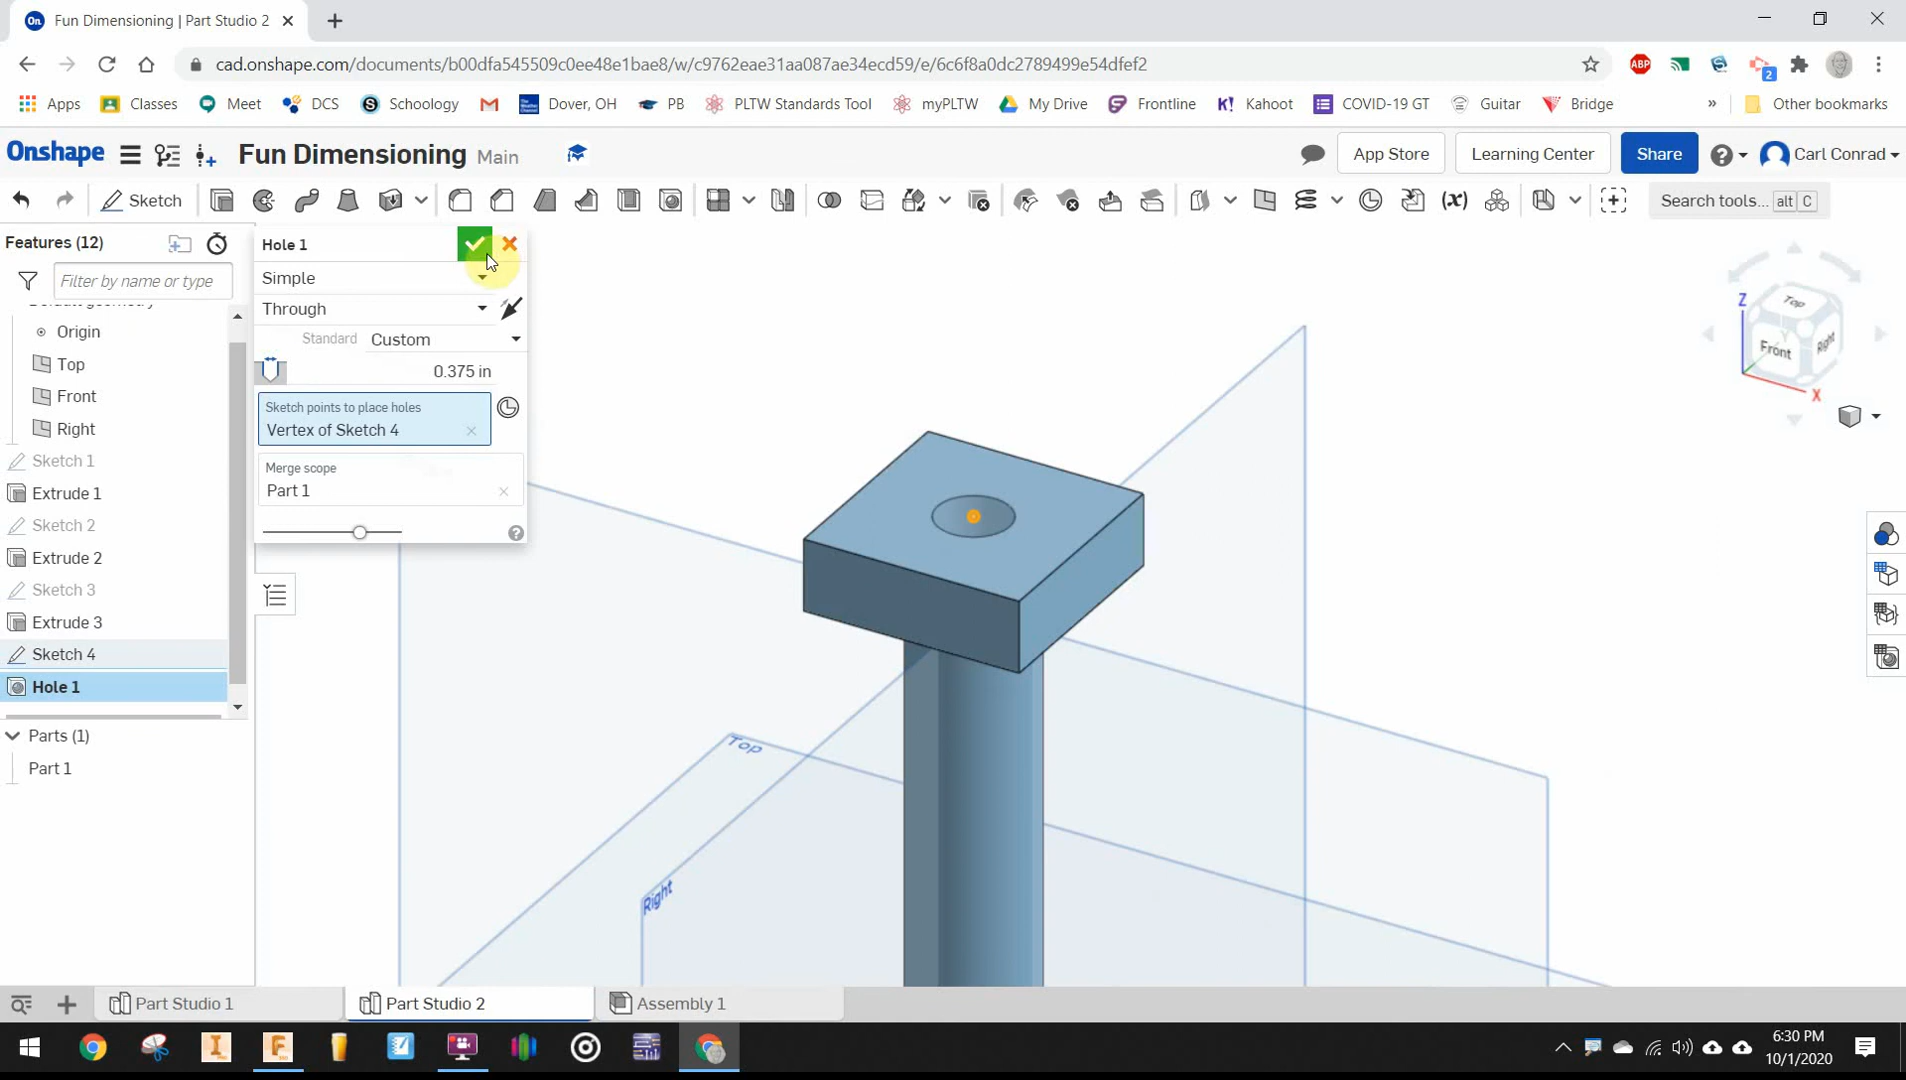 Fun Dimensioning | Part Studio 2
cad.onshape.com/documents/b00dfa545509c0ee48e1bae8/w/c9762eae31aa087ae34ecd59/e/6c6f8a0dc2789499e54dfef2
ABP
2
Apps
Classes
Meet
DCS
Schoology
Dover, OH
PB
PLTW Standards Tool
myPLTW
My Drive
Frontline
Kahoot
COVID-19 GT
Guitar
Bridge
»
Other bookmarks
Onshape
Fun Dimensioning Main
App Store
Learning Center
Share
Carl Conrad
Sketch
Search tools... alt C
Features (12)
Filter by name or type
Default geometry
Origin
Top
Front
Right
Sketch 1
Extrude 1
Sketch 2
Extrude 2
Sketch 3
Extrude 3
Sketch 4
Hole 1
Parts (1)
Part 1
Hole 1
Simple
Through
Standard Custom
0.375 in
Sketch points to place holes
Vertex of Sketch 4
Merge scope
Part 1
Top
Right
Z
Top
Front
Right
Y
X
Part Studio 1
Part Studio 2
Assembly 1
6:30 PM
10/1/2020